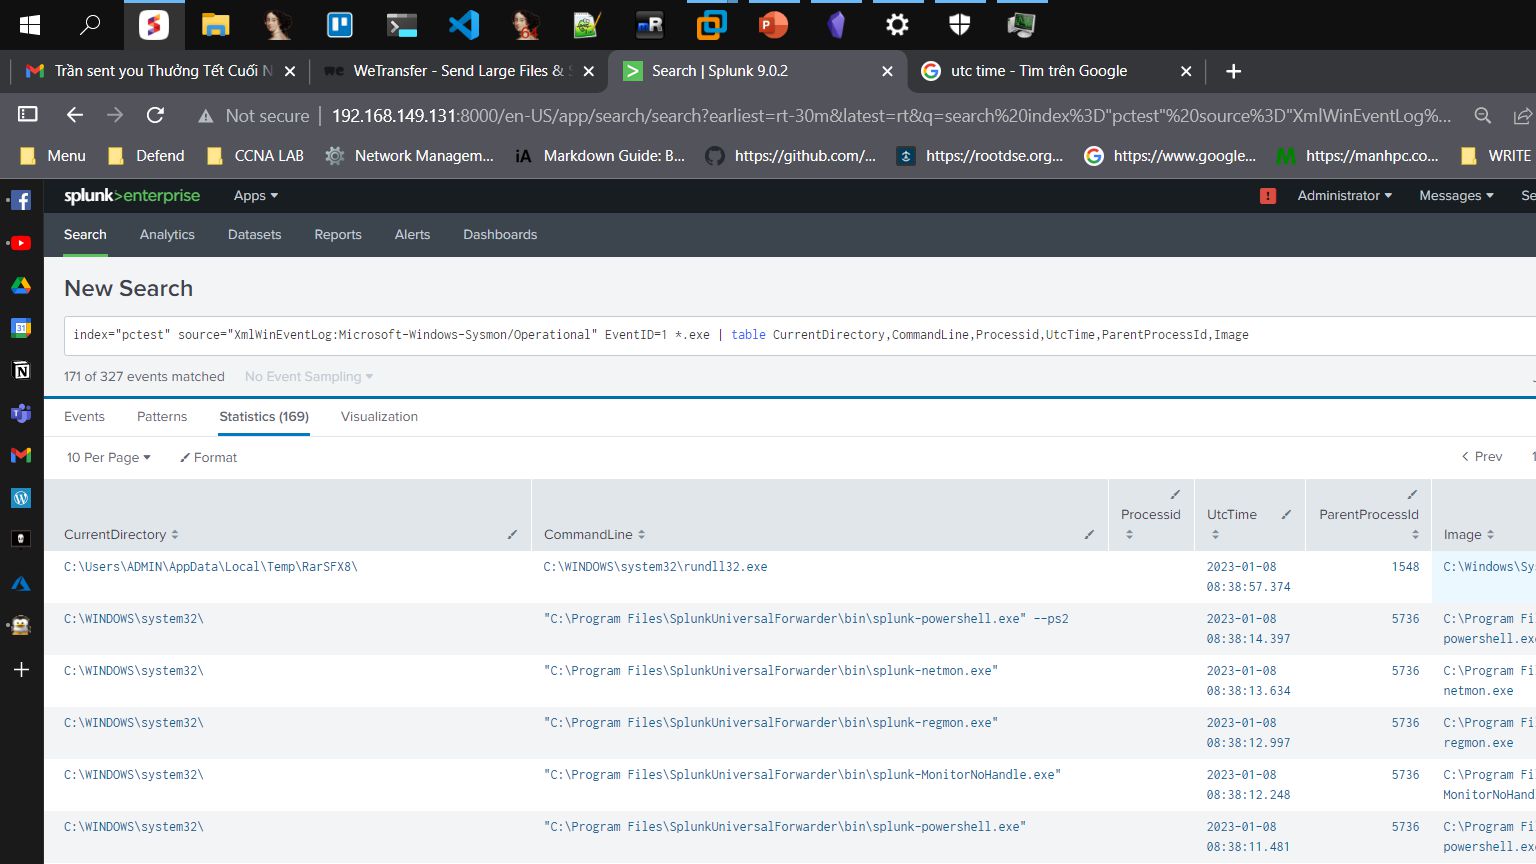 Trần sent you Thưởng Tết Cuối N
WeTransfer - Send Large Files & S
Search | Splunk 9.0.2
utc time - Tìm trên Google
Not secure | 192.168.149.131:8000/en-US/app/search/search?earliest=rt-30m&latest=rt&q=search%20index%3D"pctest"%20source%3D"XmlWinEventLog%...
Menu
Defend
CCNA LAB
Network Managem...
iA
Markdown Guide: B...
https://github.com/...
https://rootdse.org...
https://www.google...
https://manhpc.co...
WRITE
splunk>enterprise
Apps
Administrator
Messages
Se
Search
Analytics
Datasets
Reports
Alerts
Dashboards
New Search
index="pctest" source="XmlWinEventLog:Microsoft-Windows-Sysmon/Operational" EventID=1 *.exe | table CurrentDirectory,CommandLine,Processid,UtcTime,ParentProcessId,Image
171 of 327 events matched
No Event Sampling
Events
Patterns
Statistics (169)
Visualization
10 Per Page
Format
< Prev
1
CurrentDirectory
CommandLine
Processid
UtcTime
ParentProcessId
Image
C:\Users\ADMIN\AppData\Local\Temp\RarSFX8\
C:\WINDOWS\system32\rundll32.exe
2023-01-08
08:38:57.374
1548
C:\Windows\Sy
C:\WINDOWS\system32\
"C:\Program Files\SplunkUniversalForwarder\bin\splunk-powershell.exe" --ps2
2023-01-08
08:38:14.397
5736
C:\Program Fi
powershell.ex
C:\WINDOWS\system32\
"C:\Program Files\SplunkUniversalForwarder\bin\splunk-netmon.exe"
2023-01-08
08:38:13.634
5736
C:\Program Fi
netmon.exe
C:\WINDOWS\system32\
"C:\Program Files\SplunkUniversalForwarder\bin\splunk-regmon.exe"
2023-01-08
08:38:12.997
5736
C:\Program Fi
regmon.exe
C:\WINDOWS\system32\
"C:\Program Files\SplunkUniversalForwarder\bin\splunk-MonitorNoHandle.exe"
2023-01-08
08:38:12.248
5736
C:\Program Fi
MonitorNoHand
C:\WINDOWS\system32\
"C:\Program Files\SplunkUniversalForwarder\bin\splunk-powershell.exe"
2023-01-08
08:38:11.481
5736
C:\Program Fi
powershell.ex